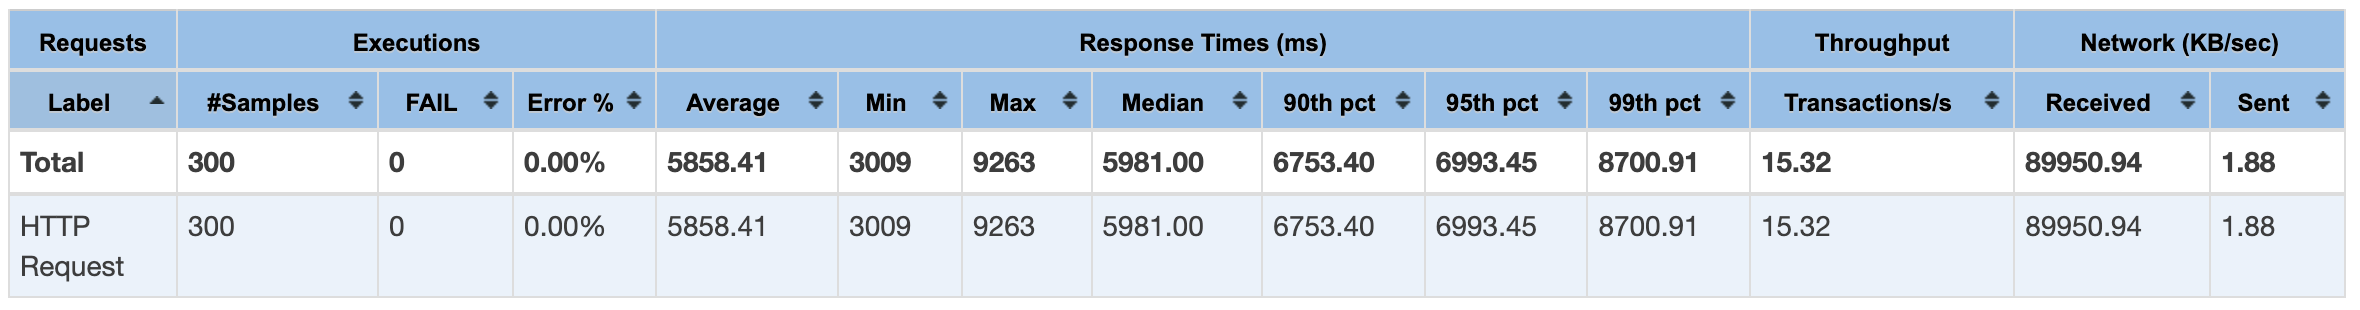 Requests Executions Response Times (ms) Throughput Network (KB/sec)
Label #Samples FAIL Error % Average Min Max Median 90th pct 95th pct 99th pct Transactions/s Received Sent
Total 300 0 0.00% 5858.41 3009 9263 5981.00 6753.40 6993.45 8700.91 15.32 89950.94 1.88
HTTP 300 0 0.00% 5858.41 3009 9263 5981.00 6753.40 6993.45 8700.91 15.32 89950.94 1.88
Request